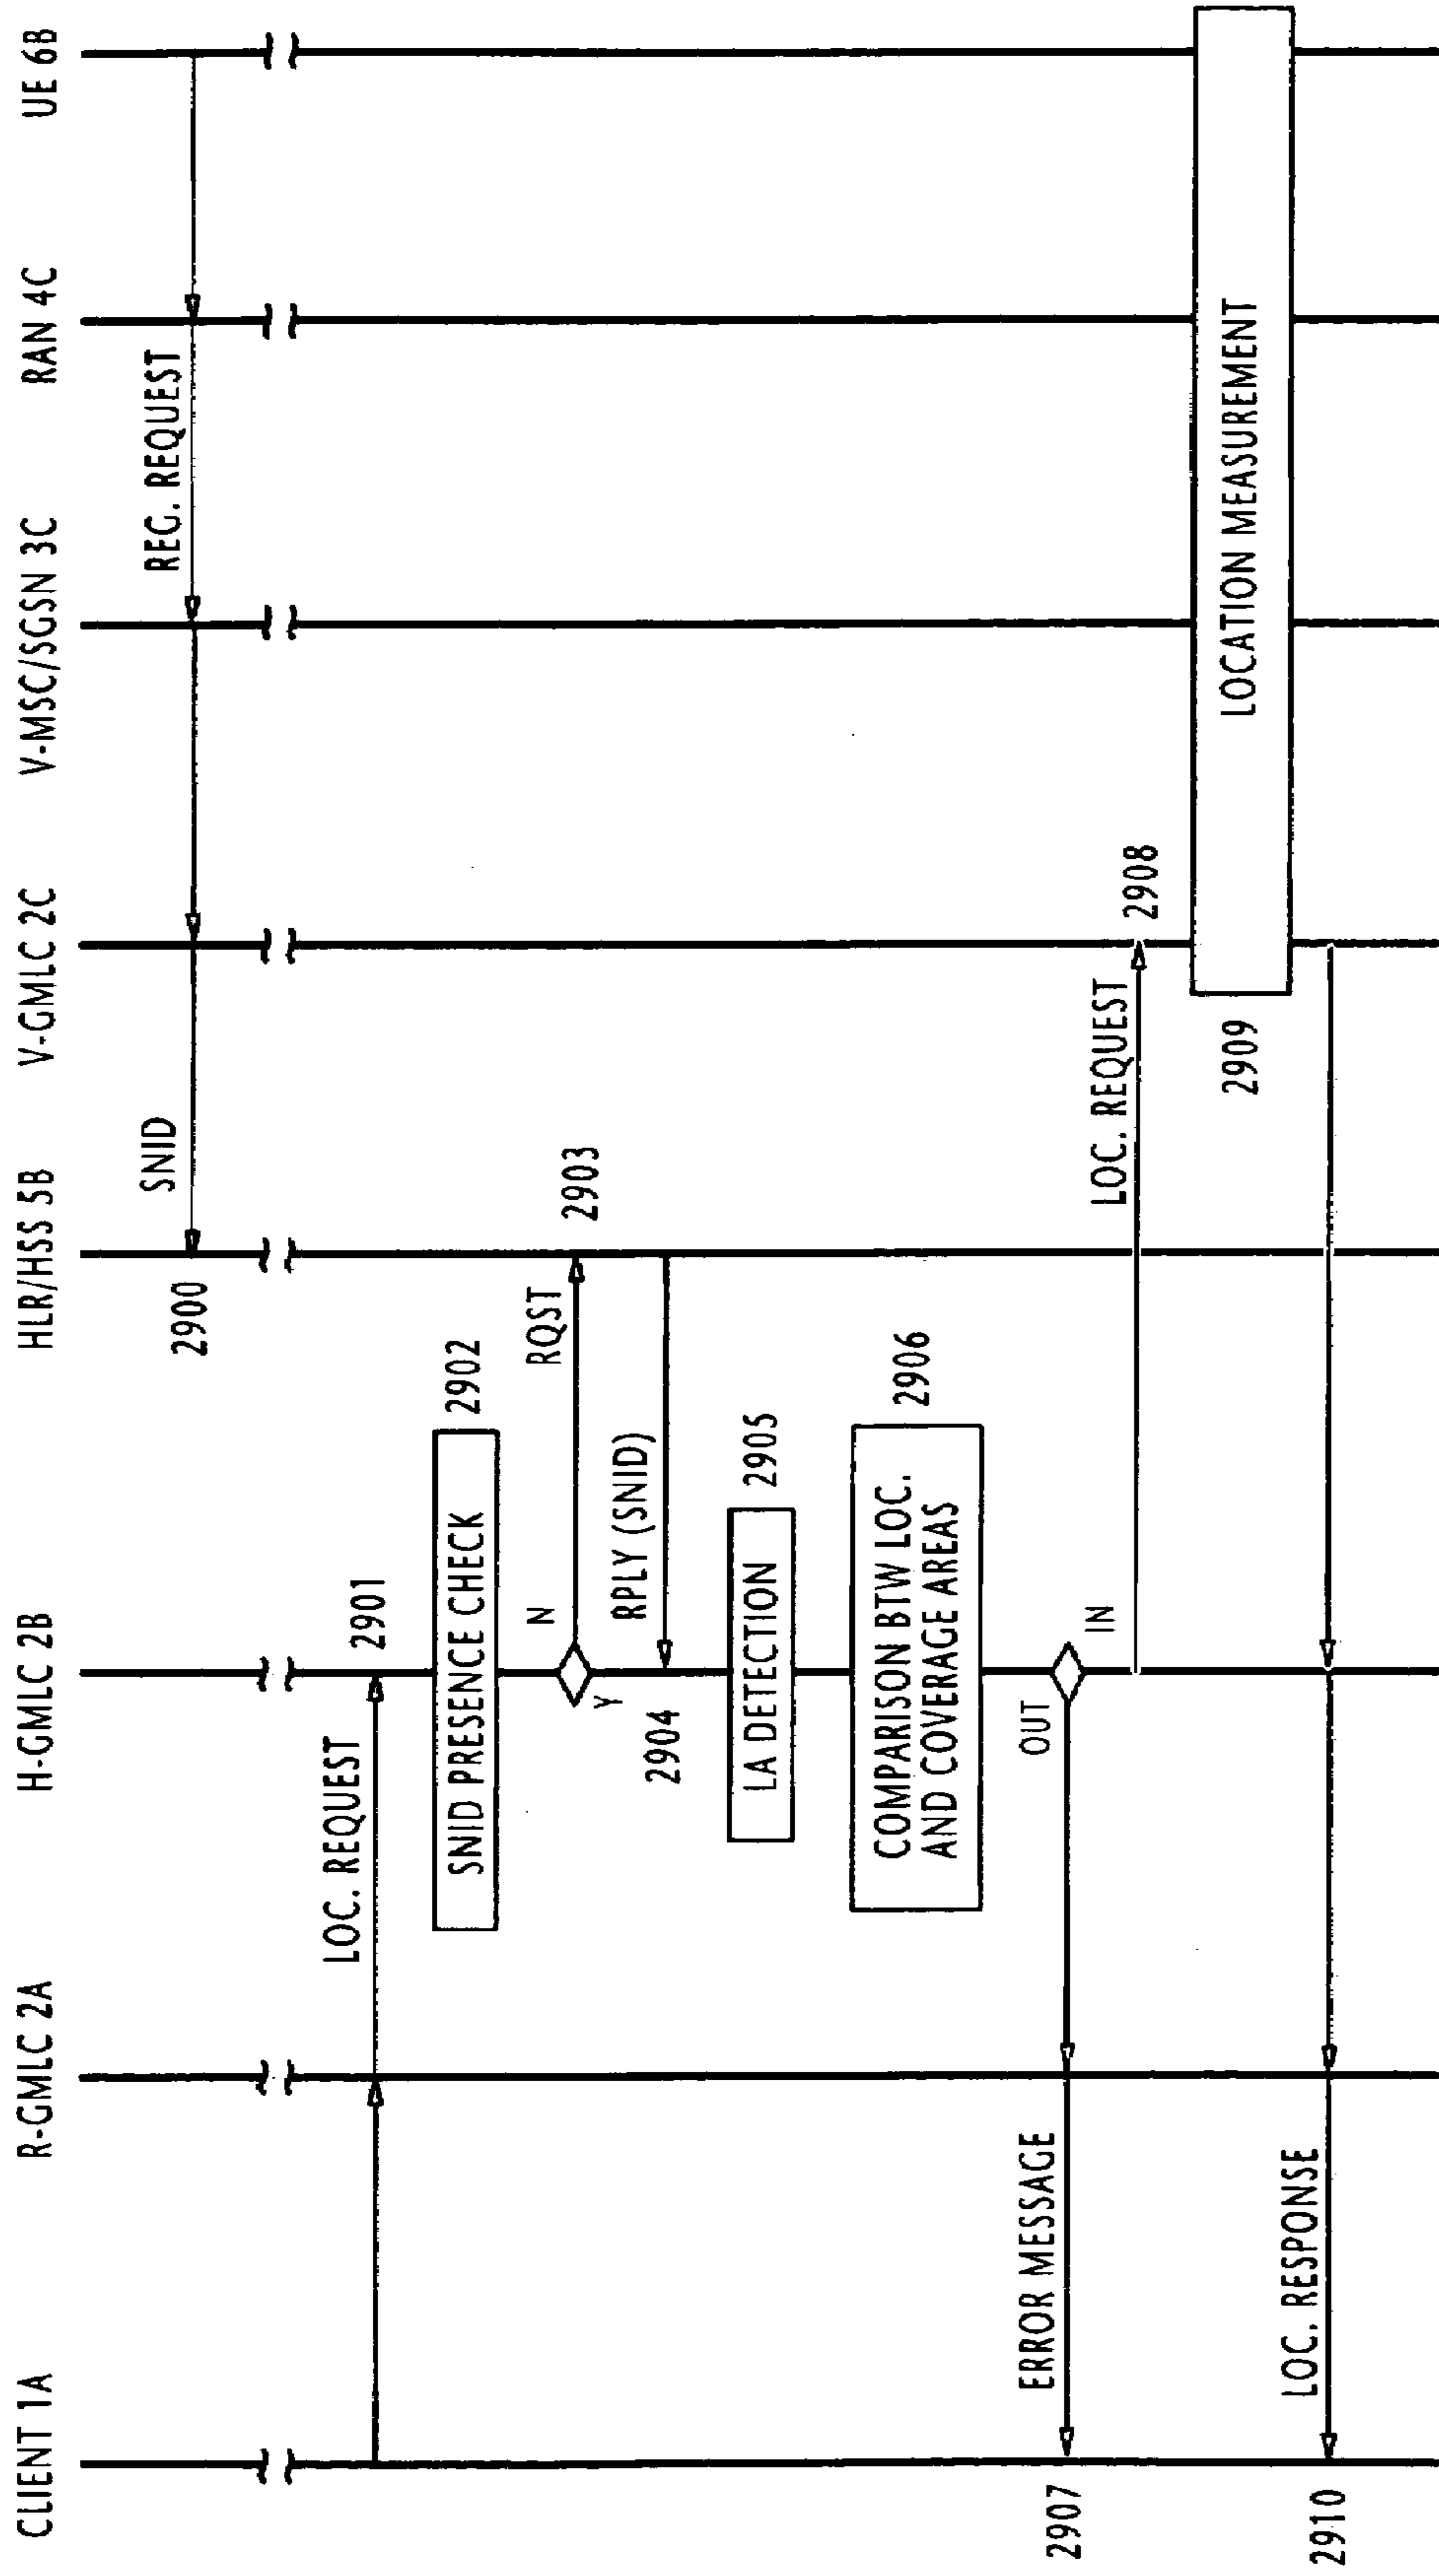 CLIENT 1A
R-GMLC 2A
H-GMLC 2B
HLR/HSS 5B
V-GMLC 2C
V-MSC/SGSN 3C
RAN 4C
UE 6B
SNID
REG. REQUEST
2900
LOC. REQUEST
2901
SNID PRESENCE CHECK
2902
N
RQST
2903
Y
RPLY (SNID)
2904
LA DETECTION
2905
COMPARISON BTW LOC.
AND COVERAGE AREAS
2906
2907
ERROR MESSAGE
OUT
IN
LOC. REQUEST
2908
2909
LOCATION MEASUREMENT
2910
LOC. RESPONSE